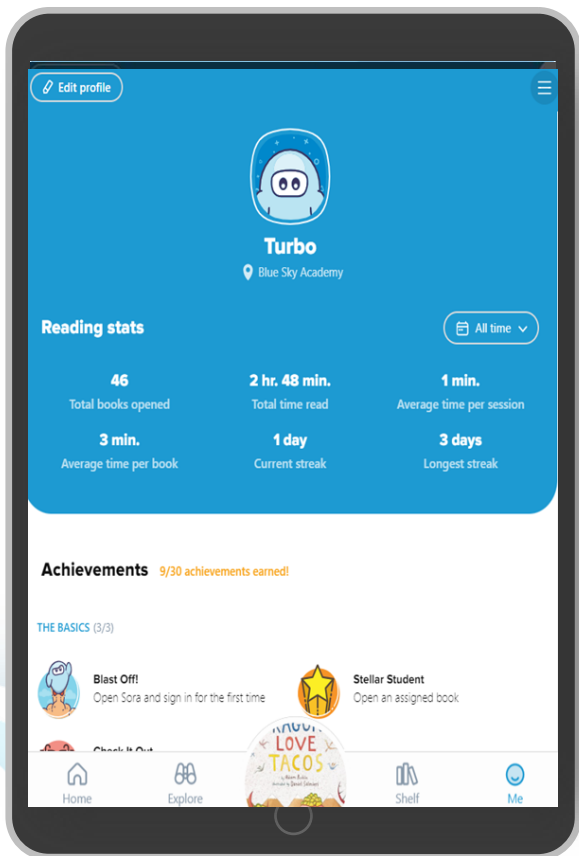 Edit profile
Turbo
Blue Sky Academy
Reading stats
All time
46
2 hr. 48 min.
1 min.
Total books opened
Total time read
Average time per session
3 min.
1 day
3 days
Average time per book
Current streak
Longest streak
Achievements 9/30 achievements earned!
THE BASICS (3/3)
Blast Off!
Open Sora and sign in for the first time
Stellar Student
Open an assigned book
Check It Out
LOVE
TACOS
Home
Explore
Shelf
Me